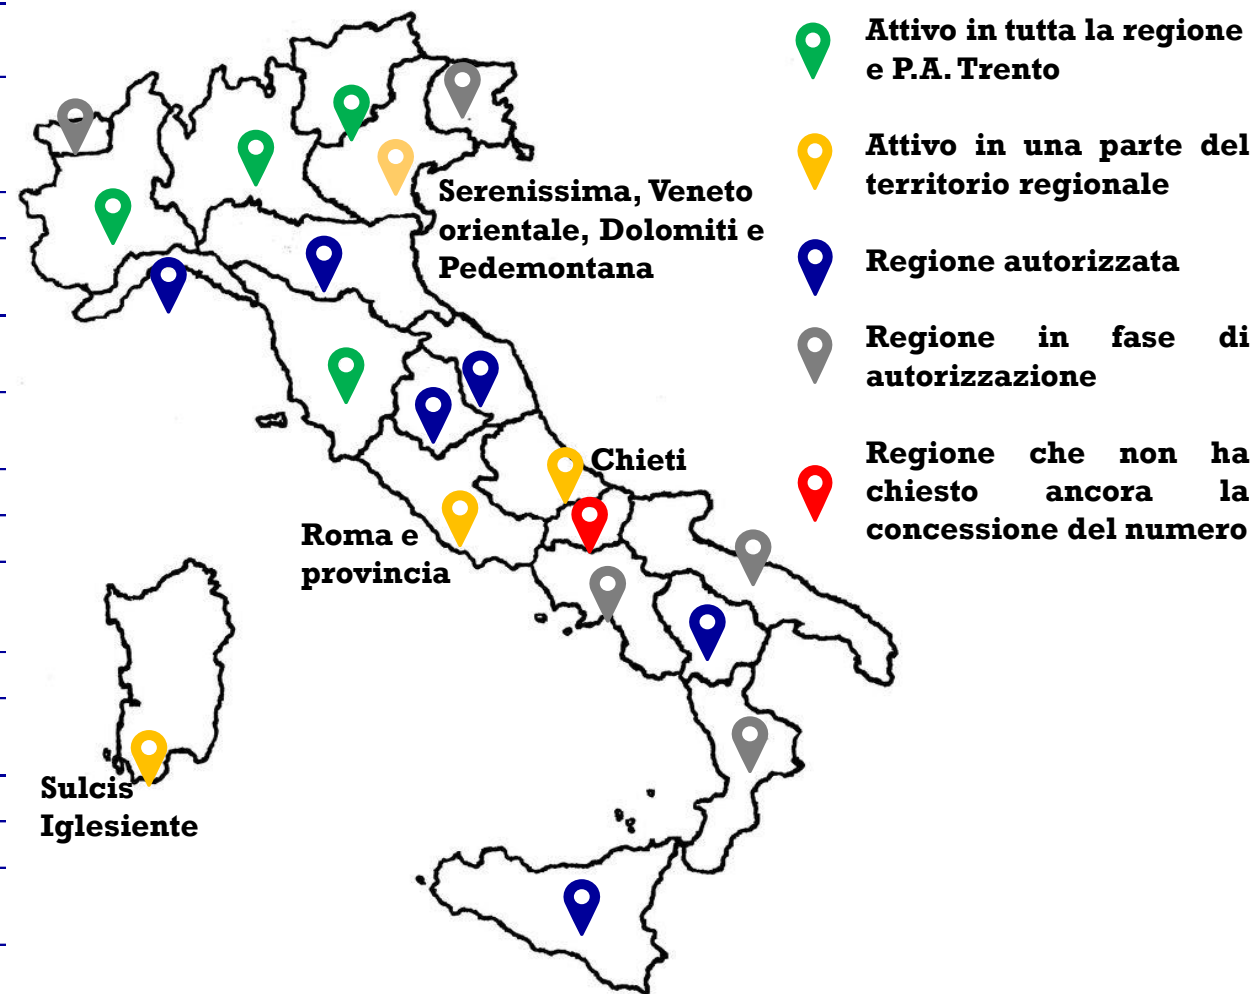 Attivo in tutta la regione
e P.A. Trento
Attivo in una parte del
territorio regionale
Serenissima, Veneto
orientale, Dolomiti e
Pedemontana
Regione autorizzata
Regione in fase di
autorizzazione
Regione che non ha
chiesto ancora la
concessione del numero
Chieti
Roma e
provincia
Sulcis
Iglesiente